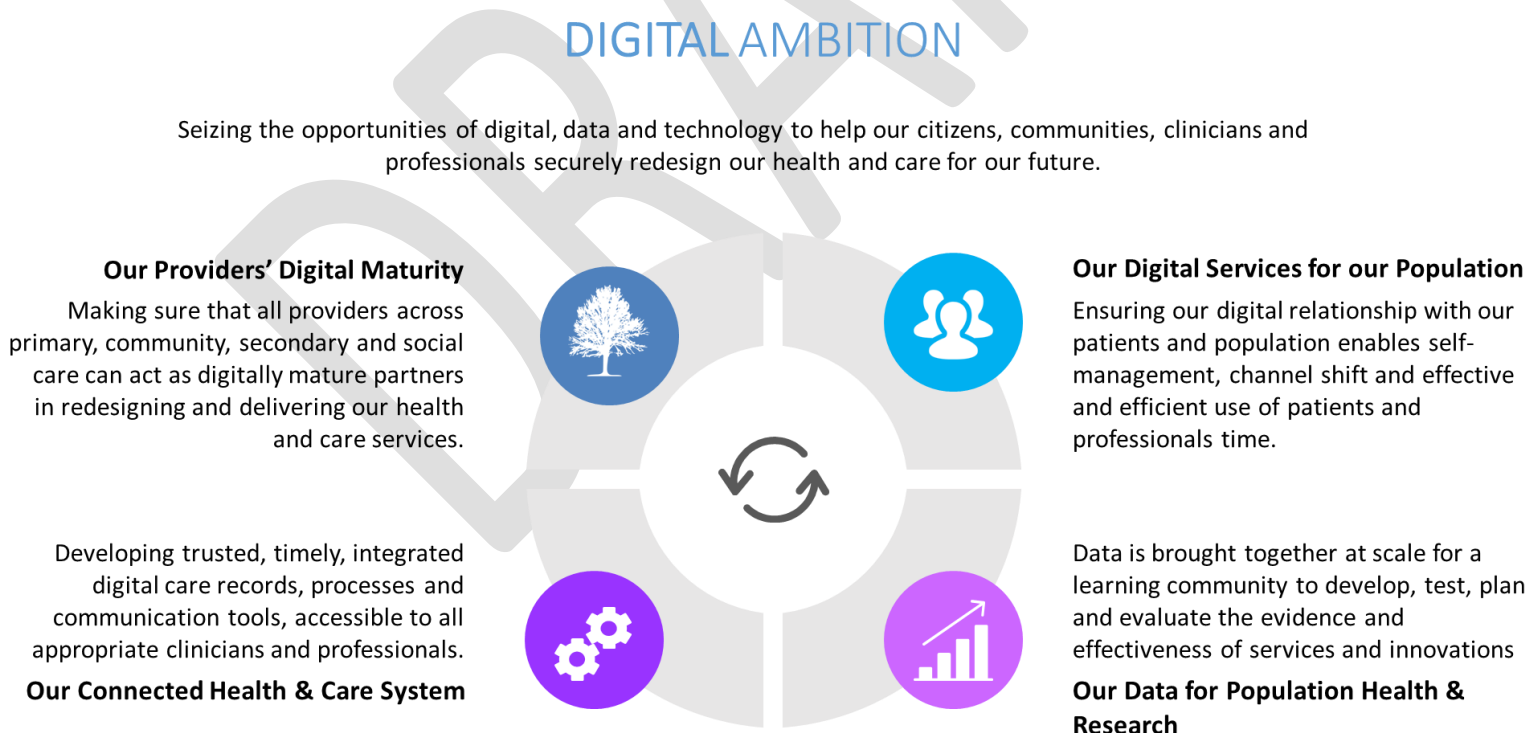 DIGITAL AMBITION
Seizing the opportunities of digital, data and technology to help our citizens, communities, clinicians and
professionals securely redesign our health and care for our future.
Our Providers’ Digital Maturity
Making sure that all providers across
primary, community, secondary and social
care can act as digitally mature partners
in redesigning and delivering our health
and care services.
Our Digital Services for our Population
Ensuring our digital relationship with our
patients and population enables self-
management, channel shift and effective
and efficient use of patients and
professionals time.
Developing trusted, timely, integrated
digital care records, processes and
communication tools, accessible to all
appropriate clinicians and professionals.
Our Connected Health & Care System
Data is brought together at scale for a
learning community to develop, test, plan
and evaluate the evidence and
effectiveness of services and innovations
Our Data for Population Health &
Research